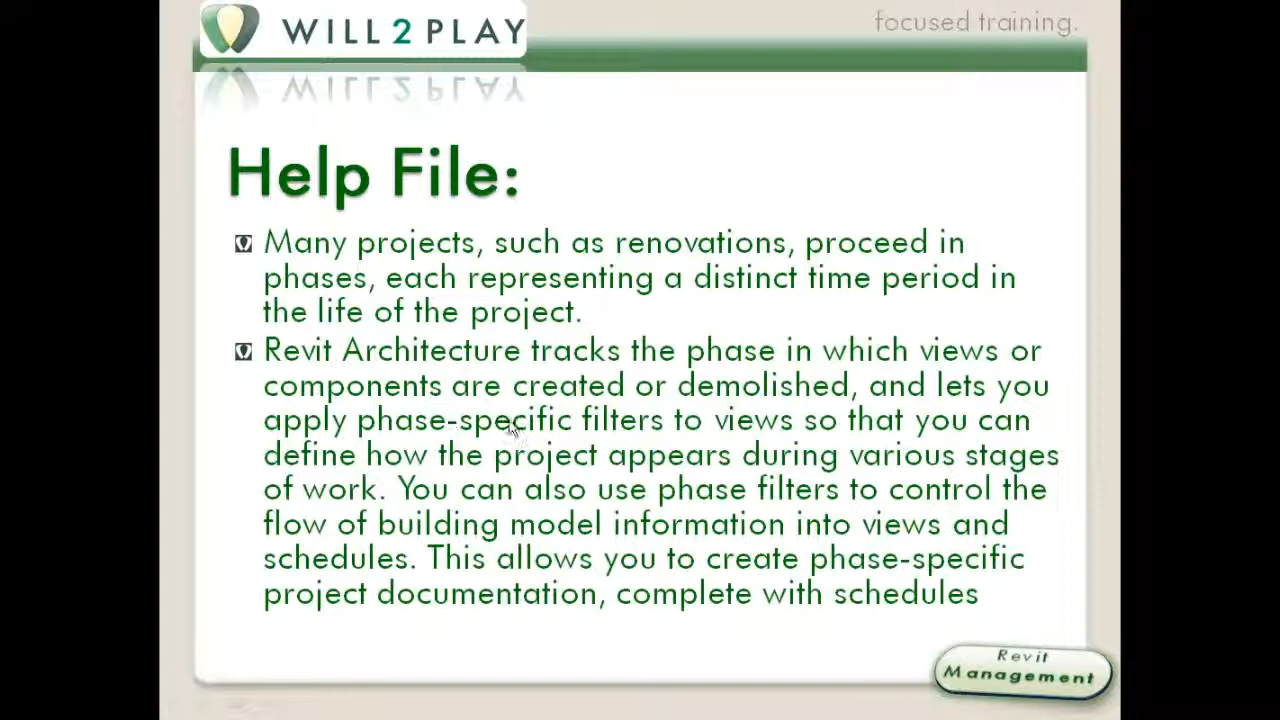 WILL2PLAY
focused training.
Help File:
Many projects, such as renovations, proceed in
phases, each representing a distinct time period in
the life of the project.
Revit Architecture tracks the phase in which views or
components are created or demolished, and lets you
apply phase-specific filters to views so that you can
define how the project appears during various stages
of work. You can also use phase filters to control the
flow of building model information into views and
schedules. This allows you to create phase-specific
project documentation, complete with schedules
Revit
Management